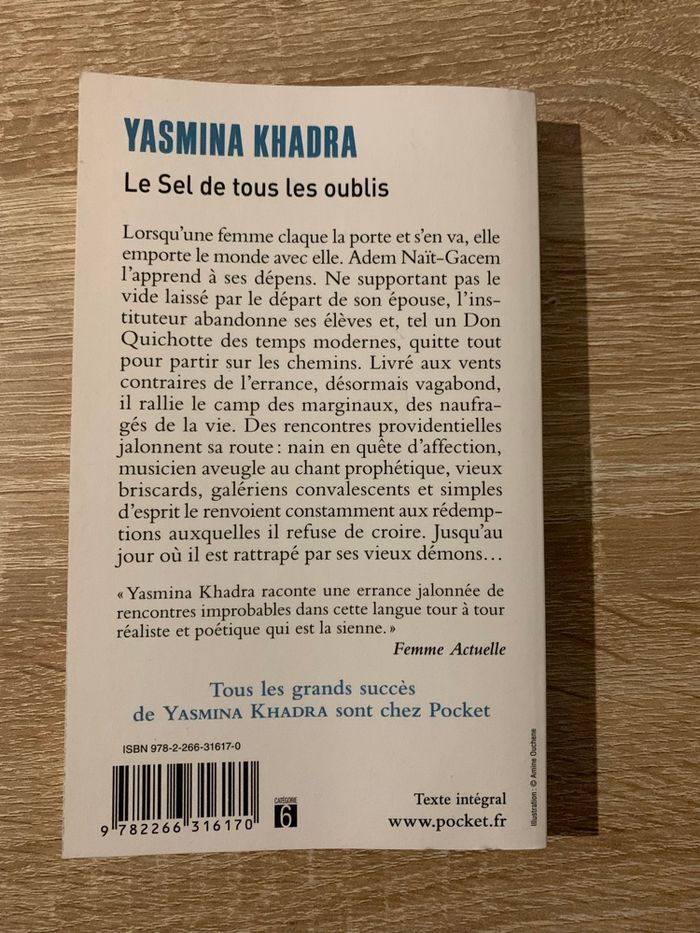 YASMINA KHADRA
Le Sel de tous les oublis
Lorsqu'une femme claque la porte et s'en va, elle
emporte le monde avec elle. Adem Naït-Gacem
l'apprend à ses dépens. Ne supportant pas le
vide laissé par le départ de son épouse, l'ins-
tituteur abandonne ses élèves et, tel un Don
Quichotte des temps modernes, quitte tout
pour partir sur les chemins. Livré aux vents
contraires de l'errance, désormais vagabond,
il rallie le camp des marginaux, des naufra-
gés de la vie. Des rencontres providentielles
jalonnent sa route : nain en quête d'affection,
musicien aveugle au chant prophétique, vieux
briscards, galériens convalescents et simples
d'esprit le renvoient constamment aux rédemp-
tions auxquelles il refuse de croire. Jusqu'au
jour où il est rattrapé par ses vieux démons…
« Yasmina Khadra raconte une errance jalonnée de
rencontres improbables dans cette langue tour à tour
réaliste et poétique qui est la sienne. »
Femme Actuelle
Tous les grands succès
de YASMINA KHADRA sont chez Pocket
ISBN 978-2-266-31617-0
9 782266 316170
CATÉGORIE
6
Texte intégral
www.pocket.fr
Illustration : © Amine Ouchene